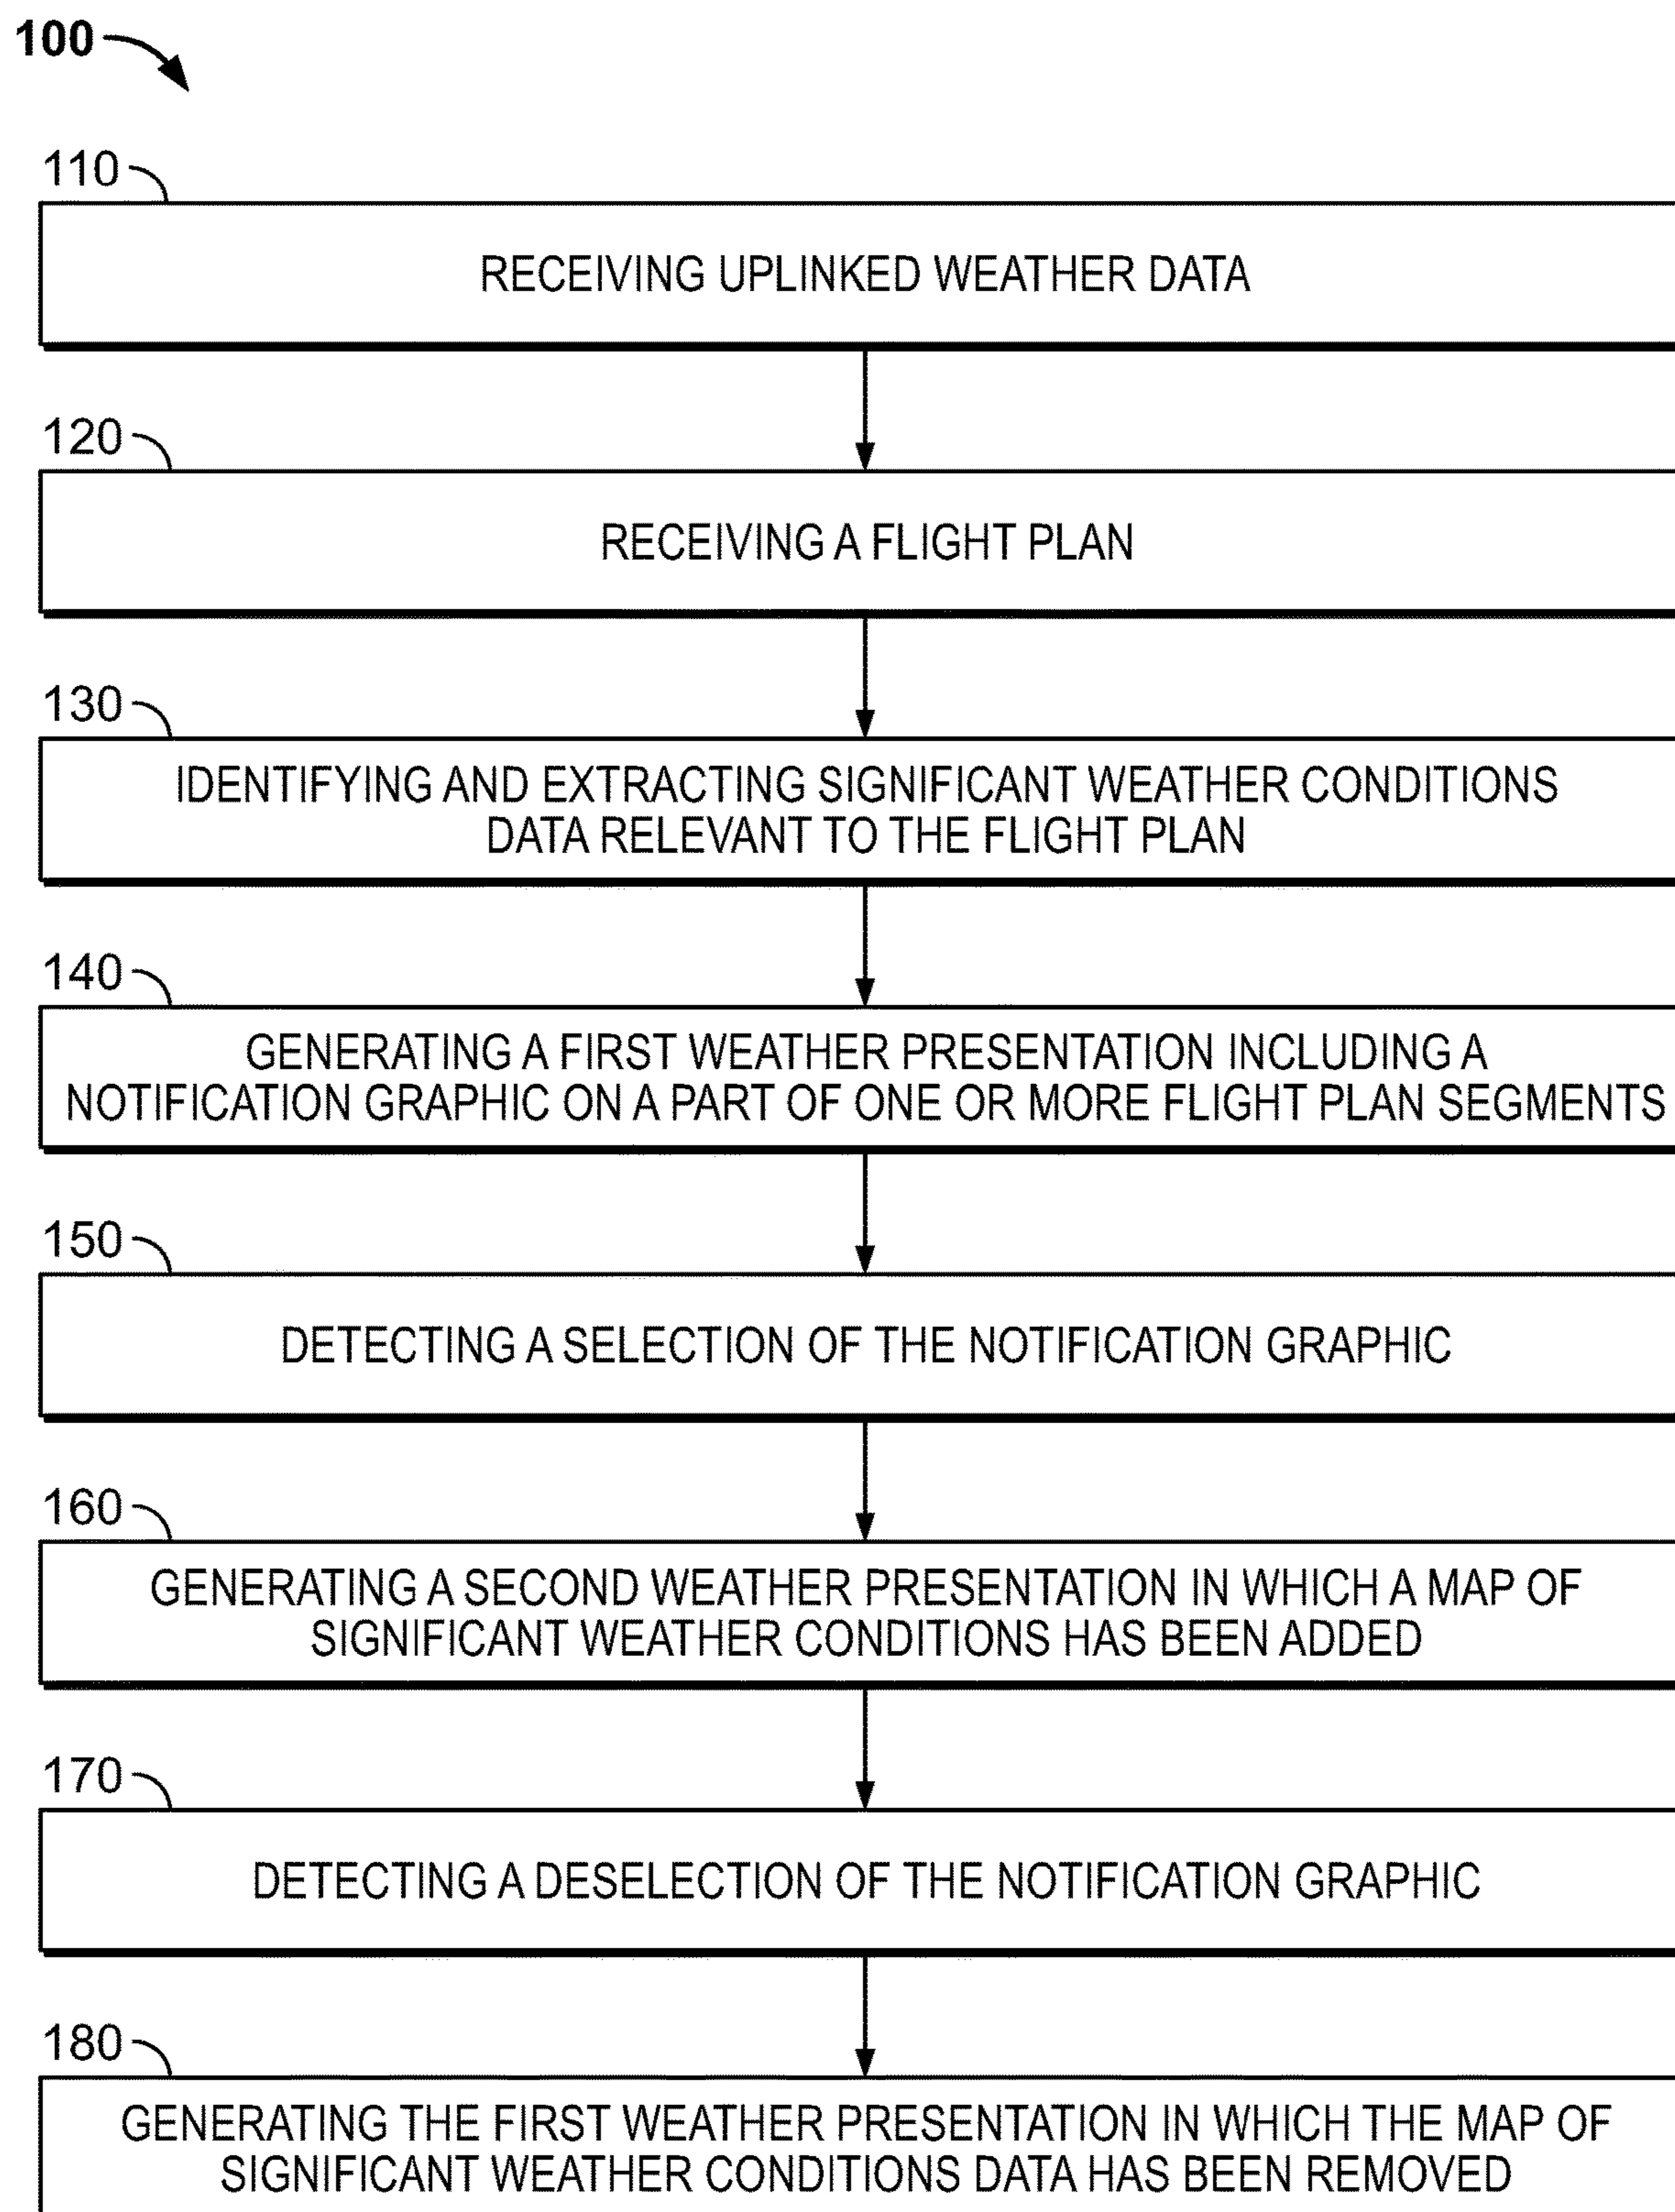 100
110
RECEIVING UPLINKED WEATHER DATA
120
RECEIVING A FLIGHT PLAN
130
IDENTIFYING AND EXTRACTING SIGNIFICANT WEATHER CONDITIONS
DATA RELEVANT TO THE FLIGHT PLAN
140
GENERATING A FIRST WEATHER PRESENTATION INCLUDING A
NOTIFICATION GRAPHIC ON A PART OF ONE OR MORE FLIGHT PLAN SEGMENTS
150
DETECTING A SELECTION OF THE NOTIFICATION GRAPHIC
160
GENERATING A SECOND WEATHER PRESENTATION IN WHICH A MAP OF
SIGNIFICANT WEATHER CONDITIONS HAS BEEN ADDED
170
DETECTING A DESELECTION OF THE NOTIFICATION GRAPHIC
180
GENERATING THE FIRST WEATHER PRESENTATION IN WHICH THE MAP OF
SIGNIFICANT WEATHER CONDITIONS DATA HAS BEEN REMOVED